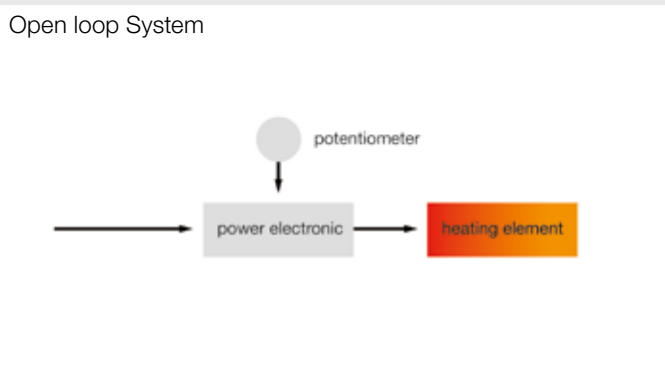 Open loop System
potentiometer
power electronic
heating element